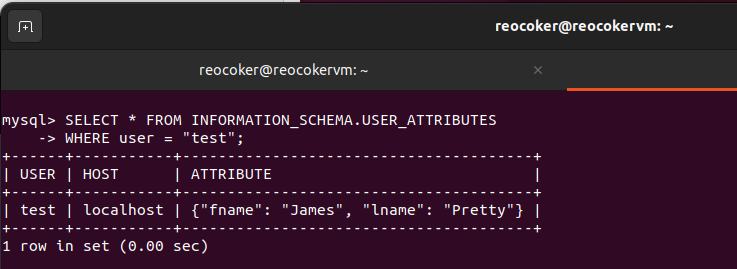 reocoker@reocokervm: ~
reocoker@reocokervm: ~ ×
mysql> SELECT * FROM INFORMATION_SCHEMA.USER_ATTRIBUTES
    -> WHERE user = "test";
+------+-----------+---------------------------------------+
| USER | HOST      | ATTRIBUTE                             |
+------+-----------+---------------------------------------+
| test | localhost | {"fname": "James", "lname": "Pretty"} |
+------+-----------+---------------------------------------+
1 row in set (0.00 sec)